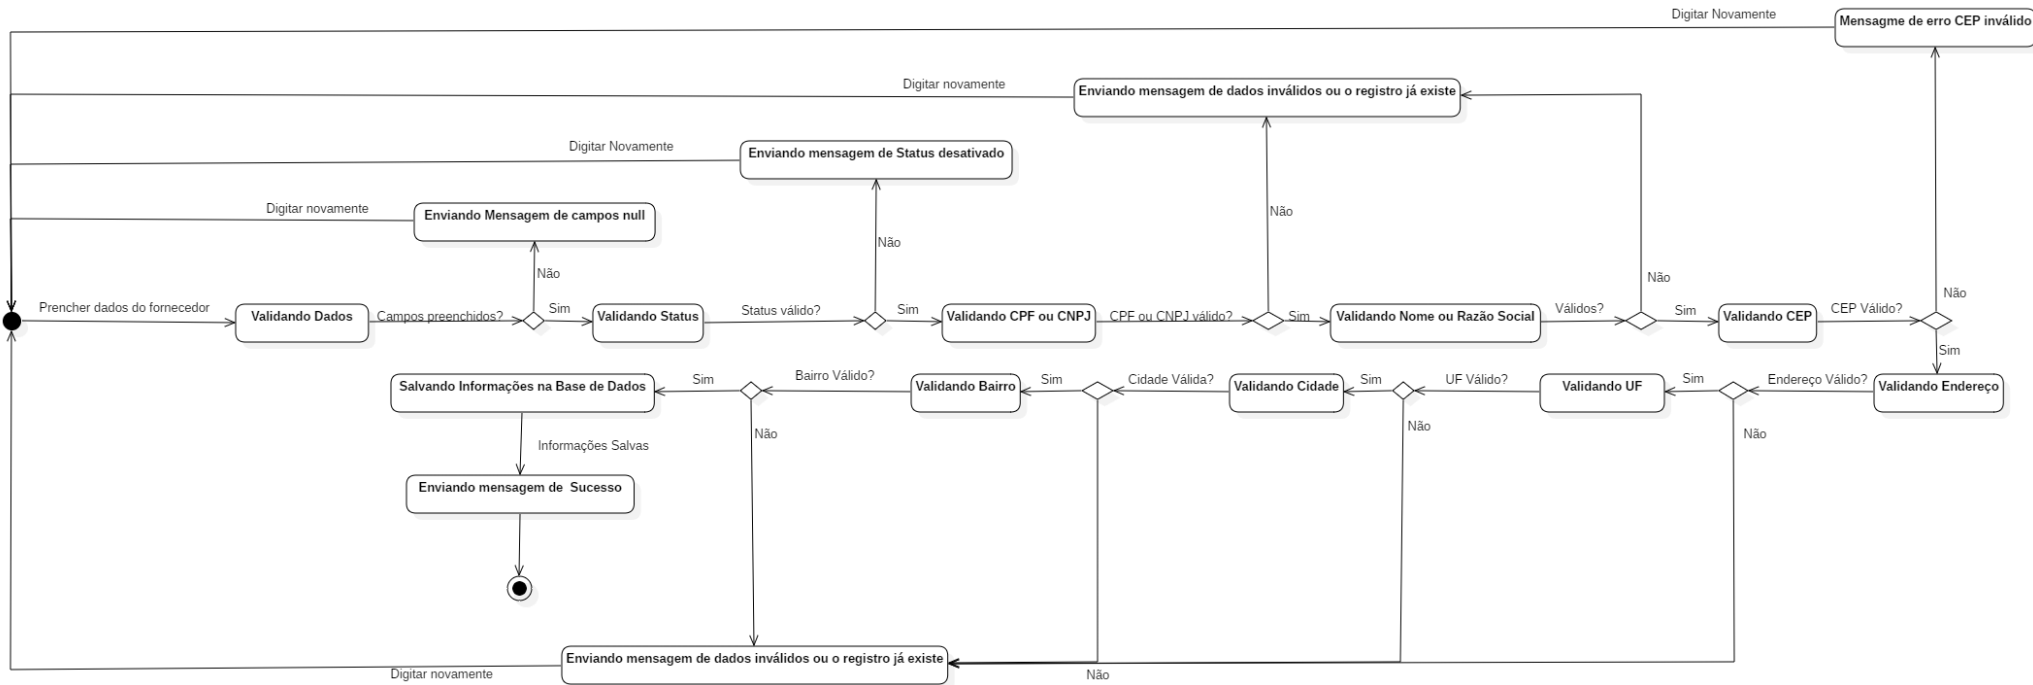 Digitar Novamente
Mensagme de erro CEP inválido
Digitar novamente
Enviando mensagem de dados inválidos ou o registro já existe
Digitar Novamente
Enviando mensagem de Status desativado
Digitar novamente
Enviando Mensagem de campos null
Não
Não
Não
Não
Não
Prencher dados do fornecedor
Validando Dados
Campos preenchidos?
Sim
Validando Status
Status válido?
Sim
Validando CPF ou CNPJ
CPF ou CNPJ válido?
Sim
Validando Nome ou Razão Social
Válidos?
Sim
Validando CEP
CEP Válido?
Sim
Validando Endereço
Endereço Válido?
Sim
Validando UF
UF Válido?
Sim
Validando Cidade
Cidade Válida?
Sim
Validando Bairro
Bairro Válido?
Sim
Salvando Informações na Base de Dados
Não
Não
Não
Informações Salvas
Enviando mensagem de  Sucesso
Enviando mensagem de dados inválidos ou o registro já existe
Não
Digitar novamente